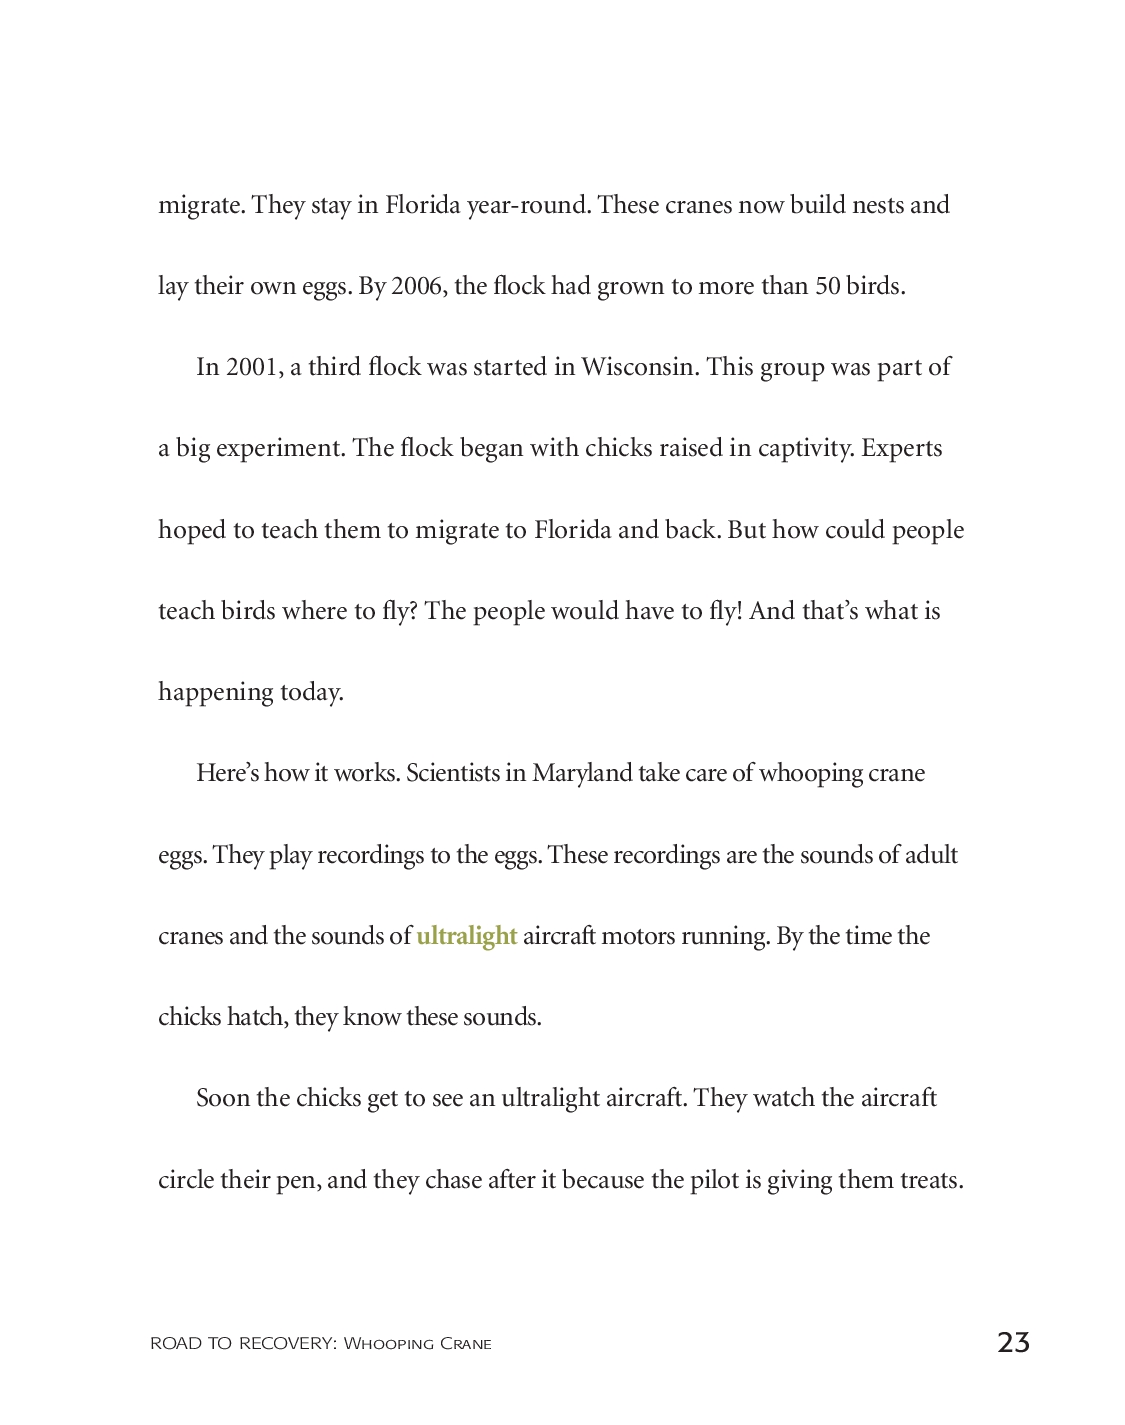 migrate. They stay in Florida year-round. These cranes now build nests and
lay their own eggs. By 2006, the flock had grown to more than 50 birds.
In 2001, a third flock was started in Wisconsin. This group was part of
a big experiment. The flock began with chicks raised in captivity. Experts
hoped to teach them to migrate to Florida and back. But how could people
teach birds where to fly? The people would have to fly! And that’s what is
happening today.
Here’s how it works. Scientists in Maryland take care of whooping crane
eggs. They play recordings to the eggs. These recordings are the sounds of adult
cranes and the sounds of ultralight aircraft motors running. By the time the
chicks hatch, they know these sounds.
Soon the chicks get to see an ultralight aircraft. They watch the aircraft
circle their pen, and they chase after it because the pilot is giving them treats.
ROAD TO RECOVERY: Whooping Crane
23